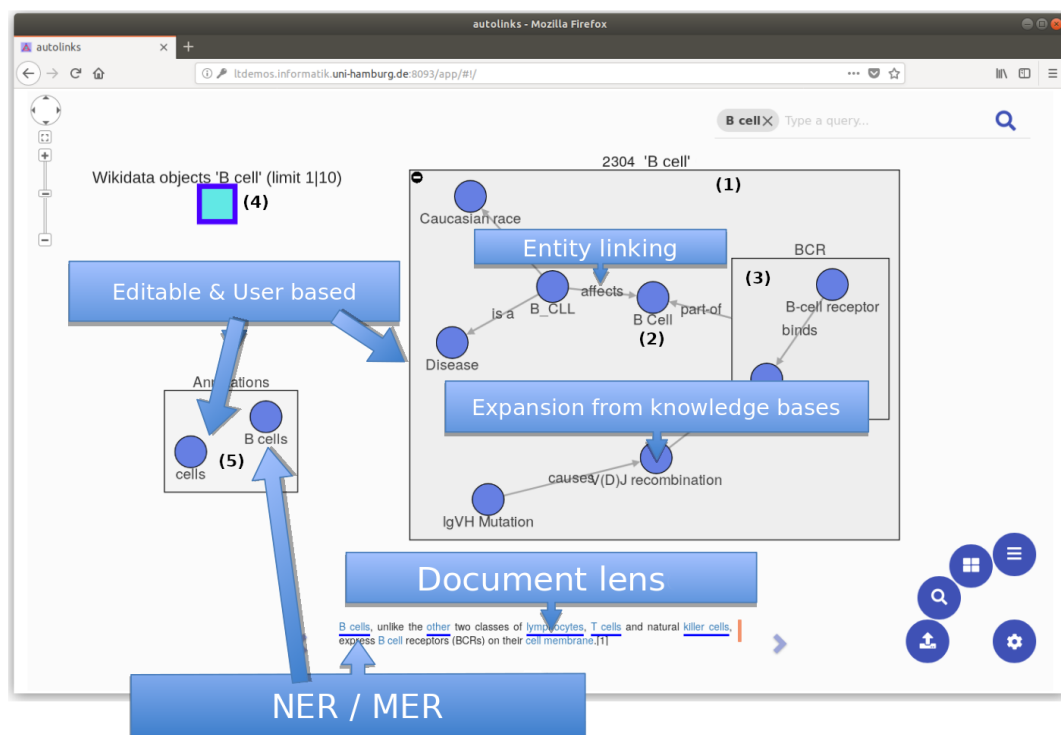 autolinks - Mozilla Firefox
autolinks
ltdemos.informatik.uni-hamburg.de:8093/app/#!/
B cell
Type a query...
2304 'B cell'
Wikidata objects 'B cell' (limit 1|10)
(4)
(1)
Caucasian race
Entity linking
BCR
(3)
Editable & User based
affects
B_CLL
B Cell
part-of
B-cell receptor
is a
binds
(2)
Disease
Annotations
Expansion from knowledge bases
B cells
(5)
cells
causes
V(D)J recombination
IgVH Mutation
Document lens
B cells, unlike the other two classes of lymphocytes, T cells and natural killer cells,
express B cell receptors (BCRs) on their cell membrane.[1]
NER / MER